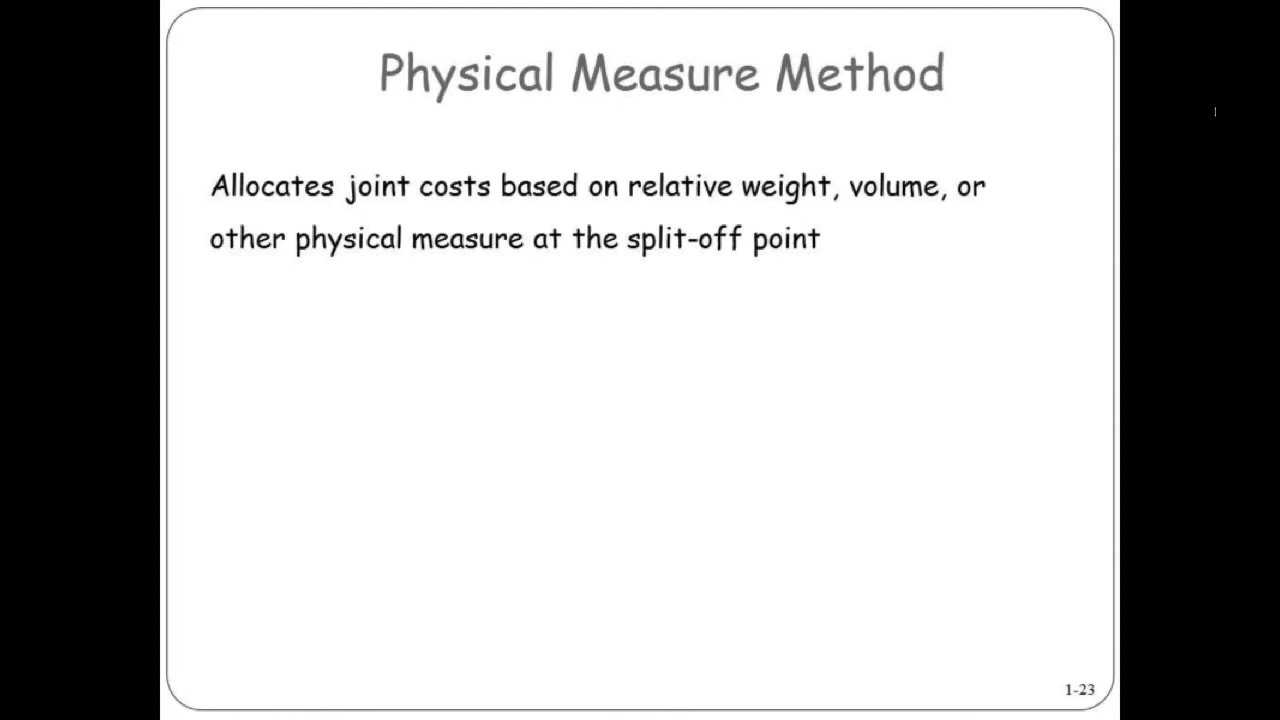 Physical Measure Method
Allocates joint costs based on relative weight, volume, or
other physical measure at the split-off point
1-23